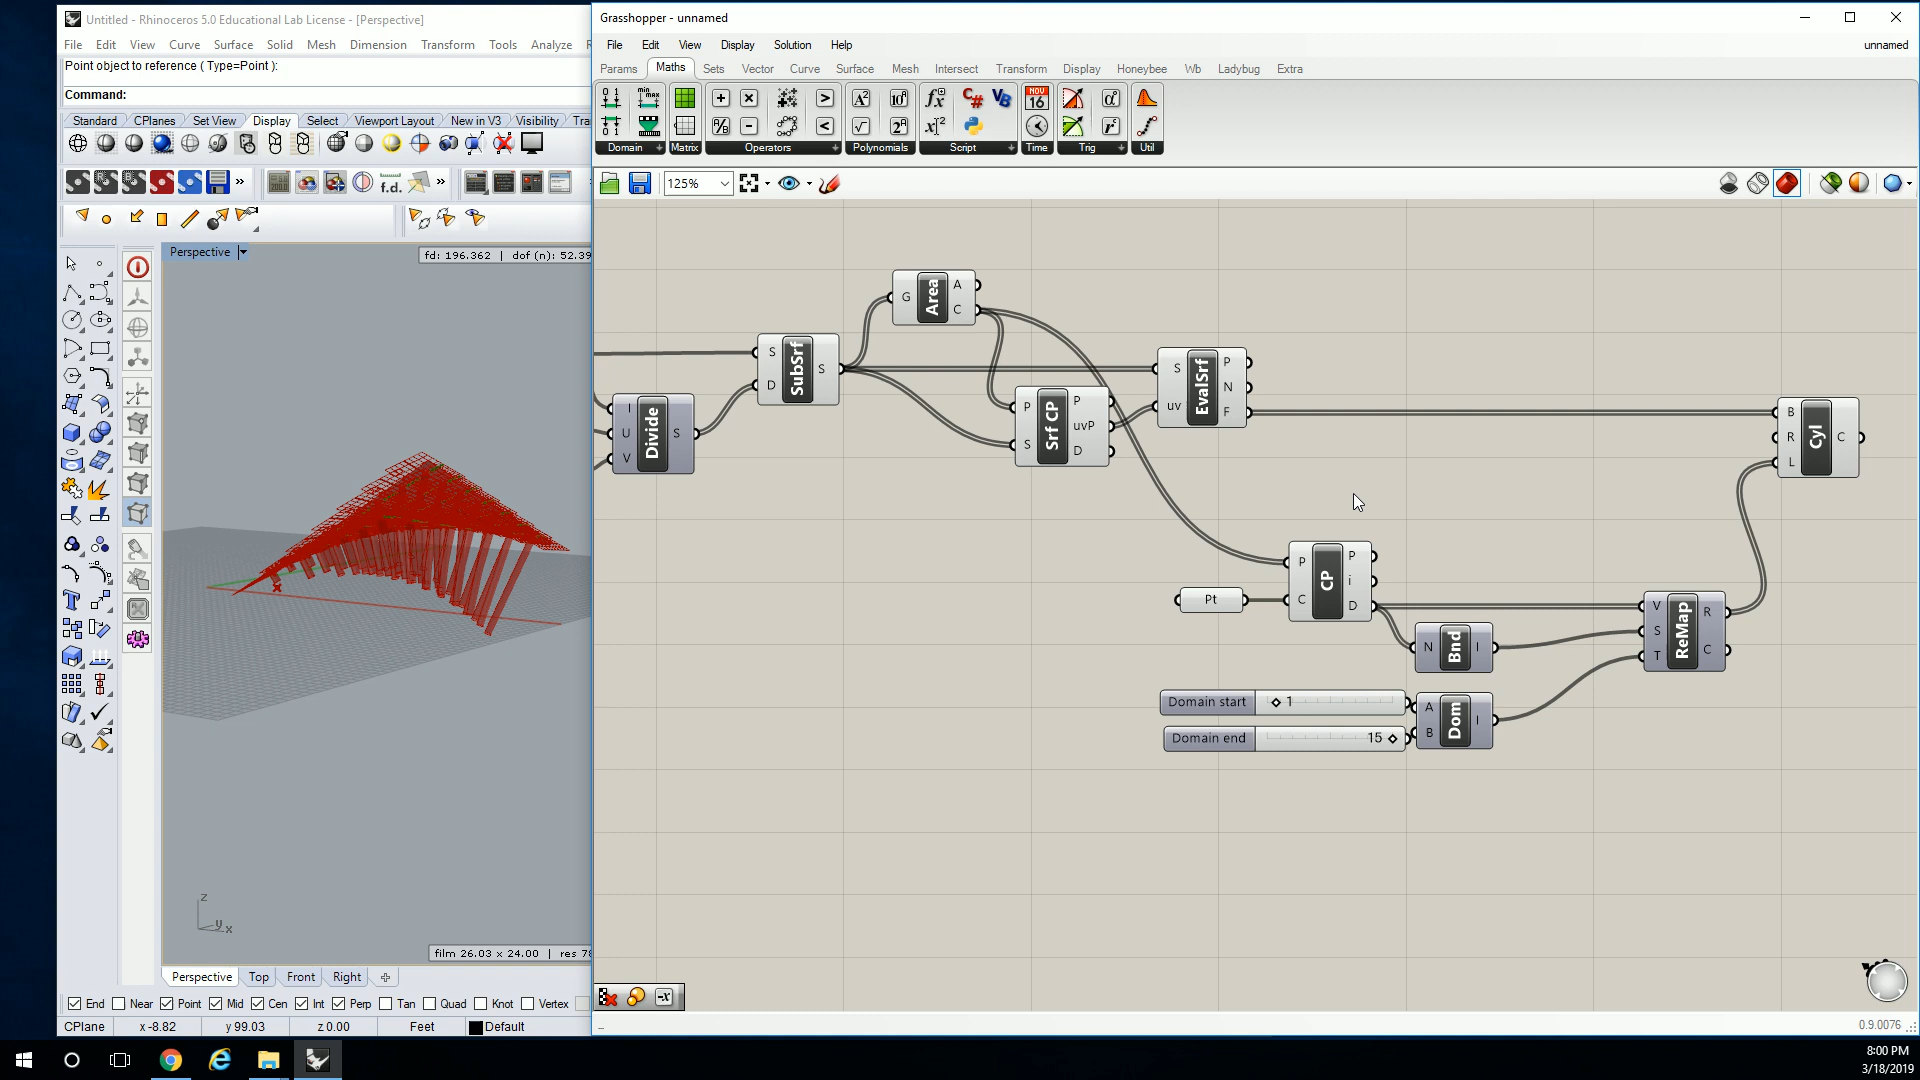 Untitled - Rhinoceros 5.0 Educational Lab License - [Perspective]
File Edit View Curve Surface Solid Mesh Dimension Transform Tools Analyze
Point object to reference ( Type=Point ):
Command:
Standard CPlanes Set View Display Select Viewport Layout New in V3 Visibility Tra
f.d.
Perspective
fd: 196.362 | dof (n): 52.39
z
y x
film 26.03 x 24.00 | res 78
Perspective Top Front Right
End Near Point Mid Cen Int Perp Tan Quad Knot Vertex
CPlane x -8.82 y 99.03 z 0.00 Feet Default
Grasshopper - unnamed
File Edit View Display Solution Help
unnamed
Params Maths Sets Vector Curve Surface Mesh Intersect Transform Display Honeybee Wb Ladybug Extra
Domain Matrix Operators Polynomials Script Time Trig Util
125%
G Area A C
S D SubSrf S
I U V Divide S
P S Srf CP P uvP D
S uv EvalSrf P N F
B R L Cyl C
Pt
P C CP P i D
N Bnd I
V S T ReMap R C
Domain start 1
Domain end 15
A B Dom I
0.9.0076
8:00 PM
3/18/2019